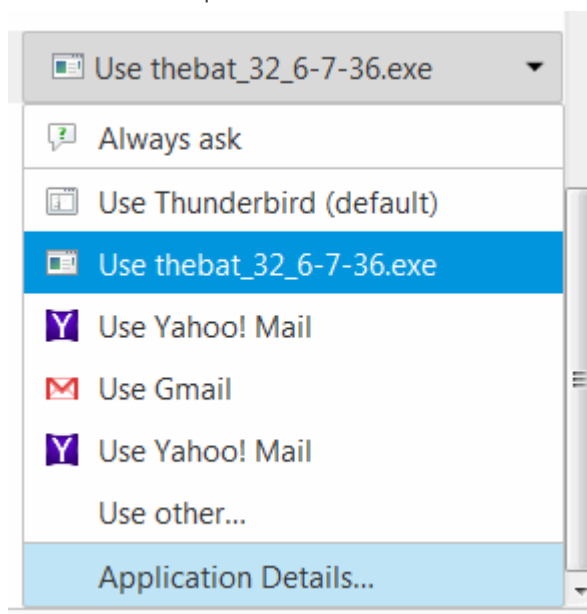 Use thebat_32_6-7-36.exe
Always ask
Use Thunderbird (default)
Use thebat_32_6-7-36.exe
Use Yahoo! Mail
Use Gmail
Use Yahoo! Mail
Use other...
Application Details...